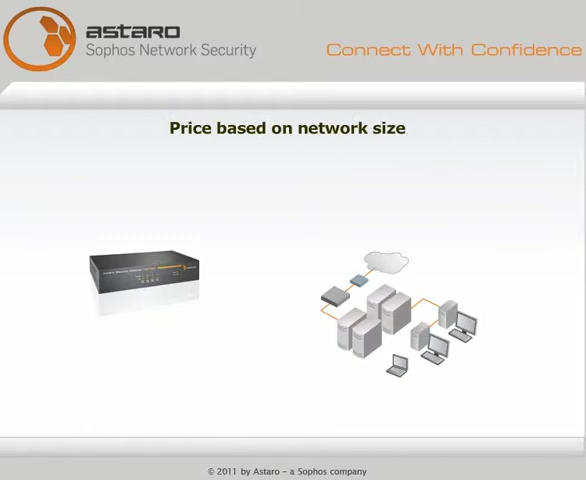 astaro
Sophos Network Security
Connect With Confidence
Price based on network size
© 2011 by Astaro – a Sophos company